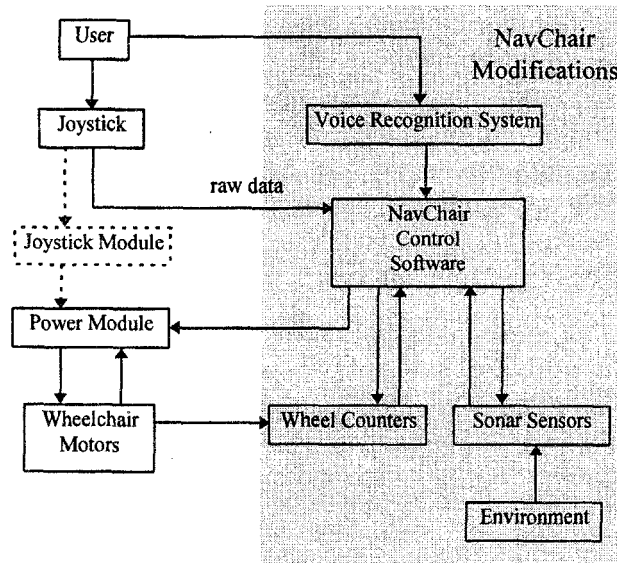 User
NavChair
Modifications
Joystick
Voice Recognition System
raw data
NavChair
Control
Software
Joystick Module
Power Module
Wheelchair
Motors
Wheel Counters
Sonar Sensors
Environment